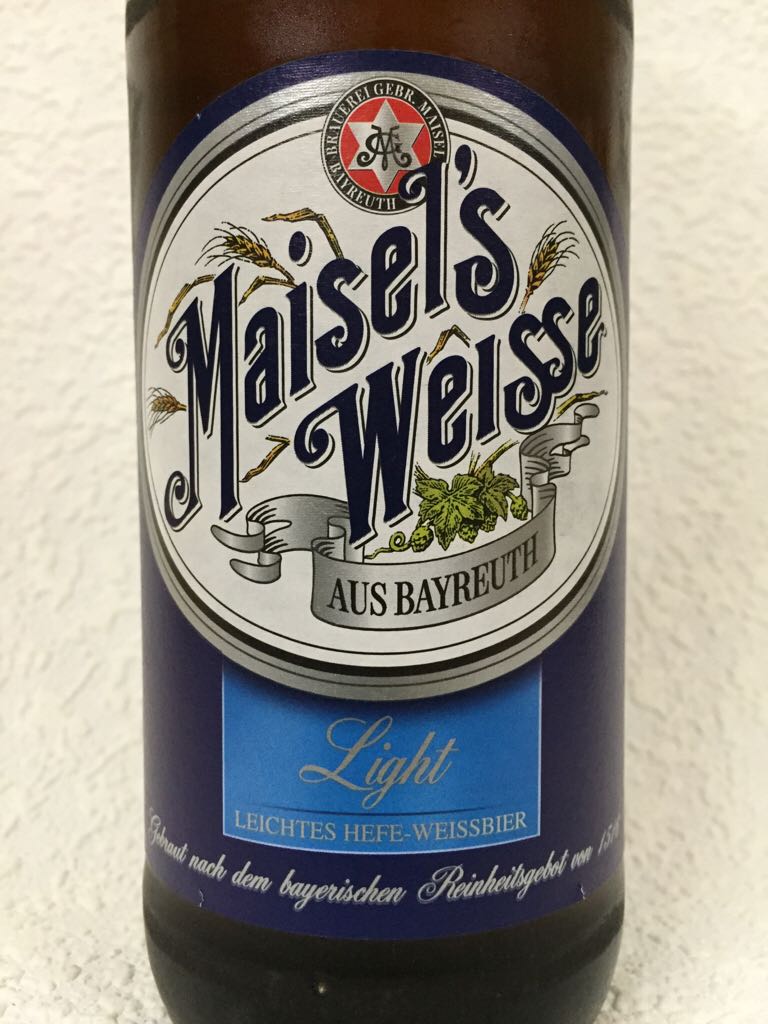 BRAUEREI GEBR. MAISEL
BAYREUTH
Maisel's
Weisse
AUS BAYREUTH
Light
LEICHTES HEFE-WEISSBIER
Gebraut nach dem bayerischen Reinheitsgebot von